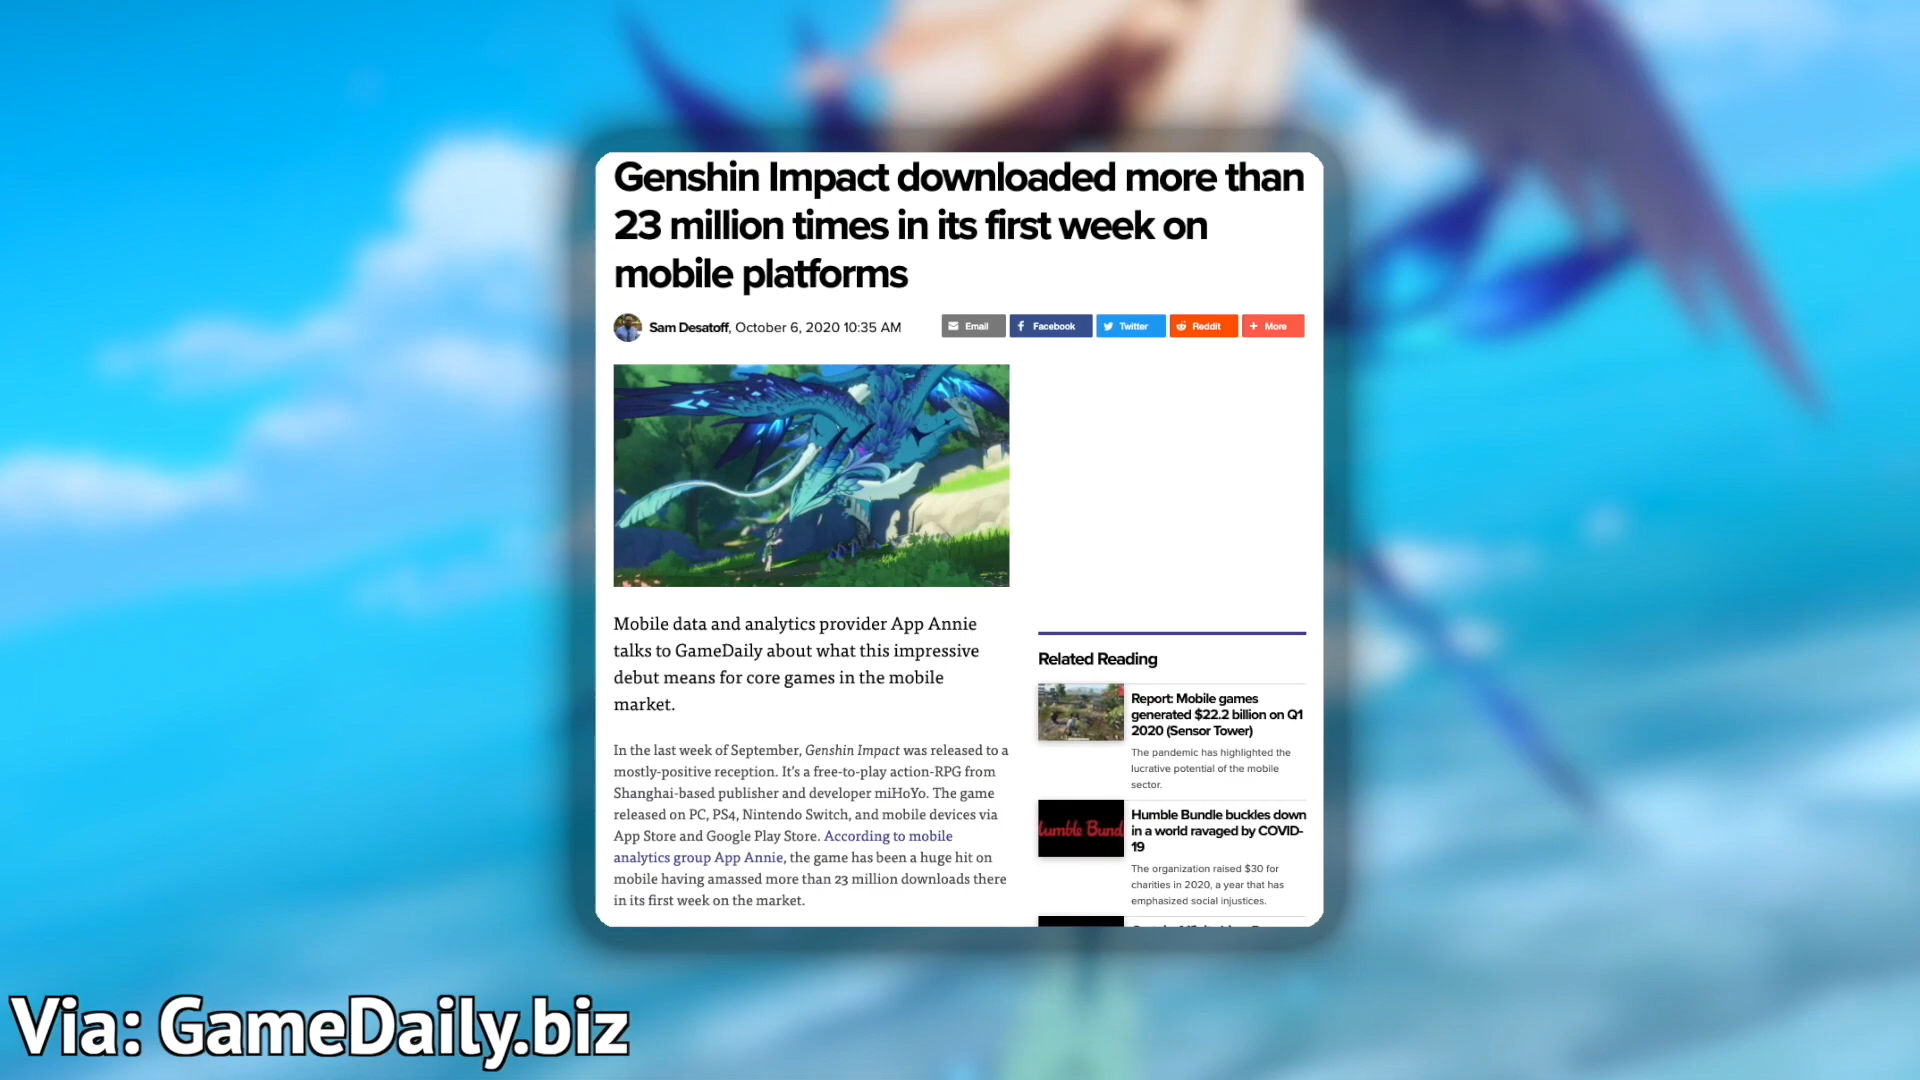 Genshin Impact downloaded more than
23 million times in its first week on
mobile platforms
Sam Desatoff, October 6, 2020 10:35 AM
Email
Facebook
Twitter
Reddit
More
Mobile data and analytics provider App Annie
talks to GameDaily about what this impressive
debut means for core games in the mobile
market.
In the last week of September, Genshin Impact was released to a
mostly-positive reception. It's a free-to-play action-RPG from
Shanghai-based publisher and developer miHoYo. The game
released on PC, PS4, Nintendo Switch, and mobile devices via
App Store and Google Play Store. According to mobile
analytics group App Annie, the game has been a huge hit on
mobile having amassed more than 23 million downloads there
in its first week on the market.
Related Reading
Report: Mobile games
generated $22.2 billion on Q1
2020 (Sensor Tower)
The pandemic has highlighted the
lucrative potential of the mobile
sector.
Humble Bundle buckles down
in a world ravaged by COVID-
19
The organization raised $30 for
charities in 2020, a year that has
emphasized social injustices.
Via: GameDaily.biz